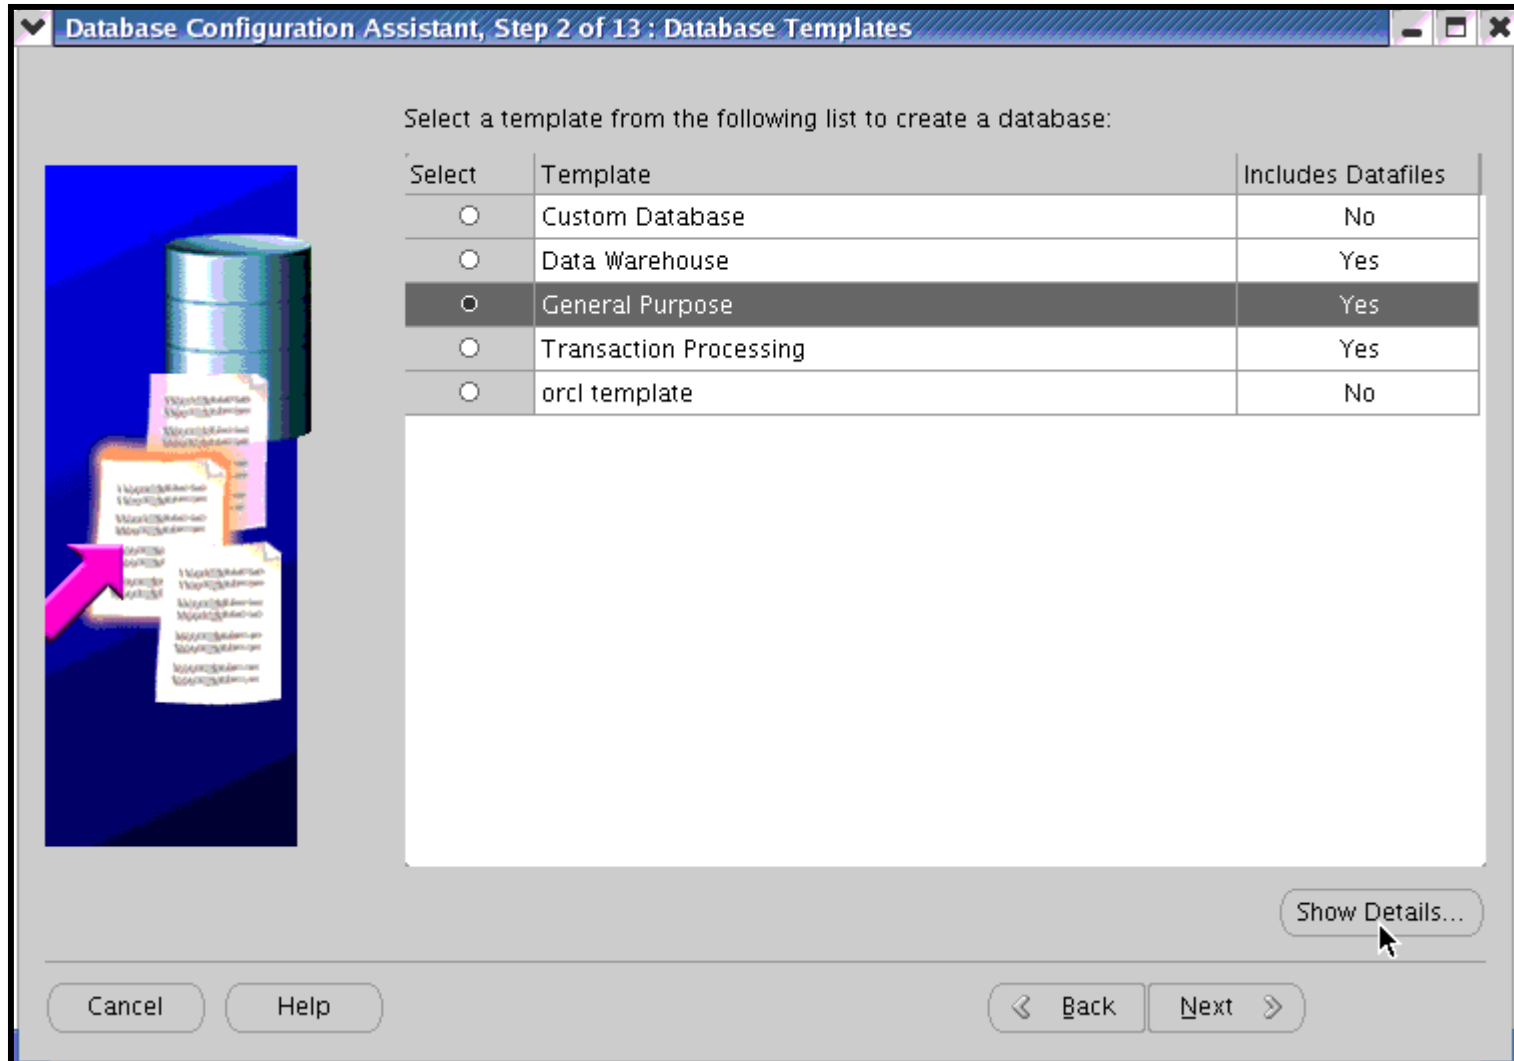 Database Configuration Assistant, Step 2 of 13 : Database Templates
Select a template from the following list to create a database:
Select Template Includes Datafiles
Custom Database No
Data Warehouse Yes
General Purpose Yes
Transaction Processing Yes
orcl template No
Show Details...
Cancel Help Back Next